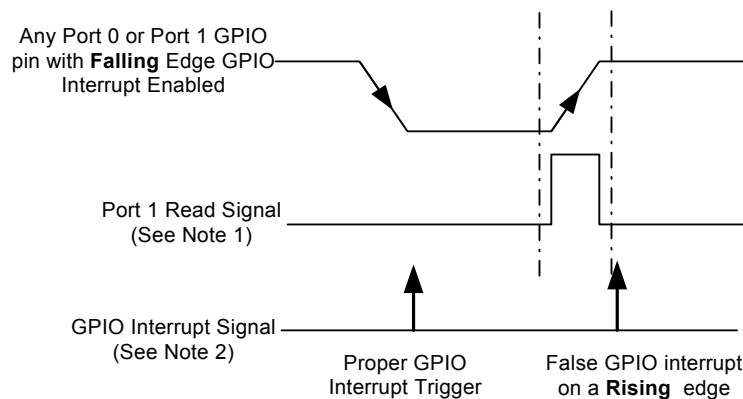 Any Port 0 or Port 1 GPIO
pin with Falling Edge GPIO
Interrupt Enabled
Port 1 Read Signal
(See Note 1)
GPIO Interrupt Signal
(See Note 2)
Proper GPIO
Interrupt Trigger
False GPIO interrupt
on a Rising edge